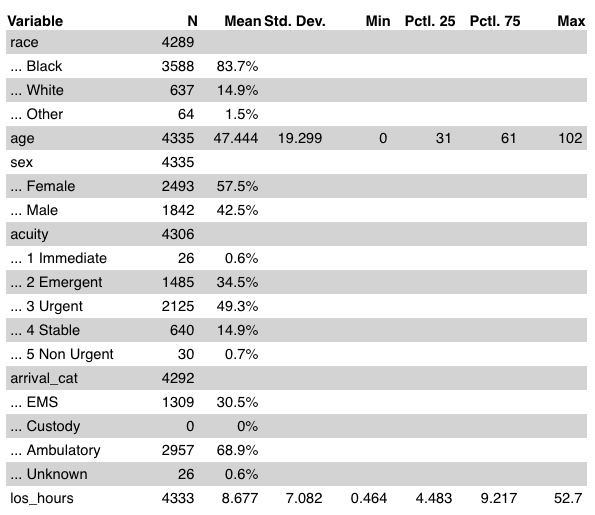 Variable N Mean Std. Dev. Min Pctl. 25 Pctl. 75 Max
race 4289
... Black 3588 83.7%
... White 637 14.9%
... Other 64 1.5%
age 4335 47.444 19.299 0 31 61 102
sex 4335
... Female 2493 57.5%
... Male 1842 42.5%
acuity 4306
... 1 Immediate 26 0.6%
... 2 Emergent 1485 34.5%
... 3 Urgent 2125 49.3%
... 4 Stable 640 14.9%
... 5 Non Urgent 30 0.7%
arrival_cat 4292
... EMS 1309 30.5%
... Custody 0 0%
... Ambulatory 2957 68.9%
... Unknown 26 0.6%
los_hours 4333 8.677 7.082 0.464 4.483 9.217 52.7